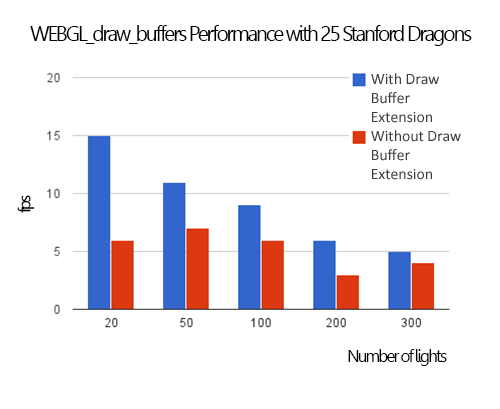 WEBGL_draw_buffers Performance with 25 Stanford Dragons
20
With Draw
Buffer
Extension
Without Draw
Buffer
Extension
15
10
fps
5
0
20 50 100 200 300
Number of lights